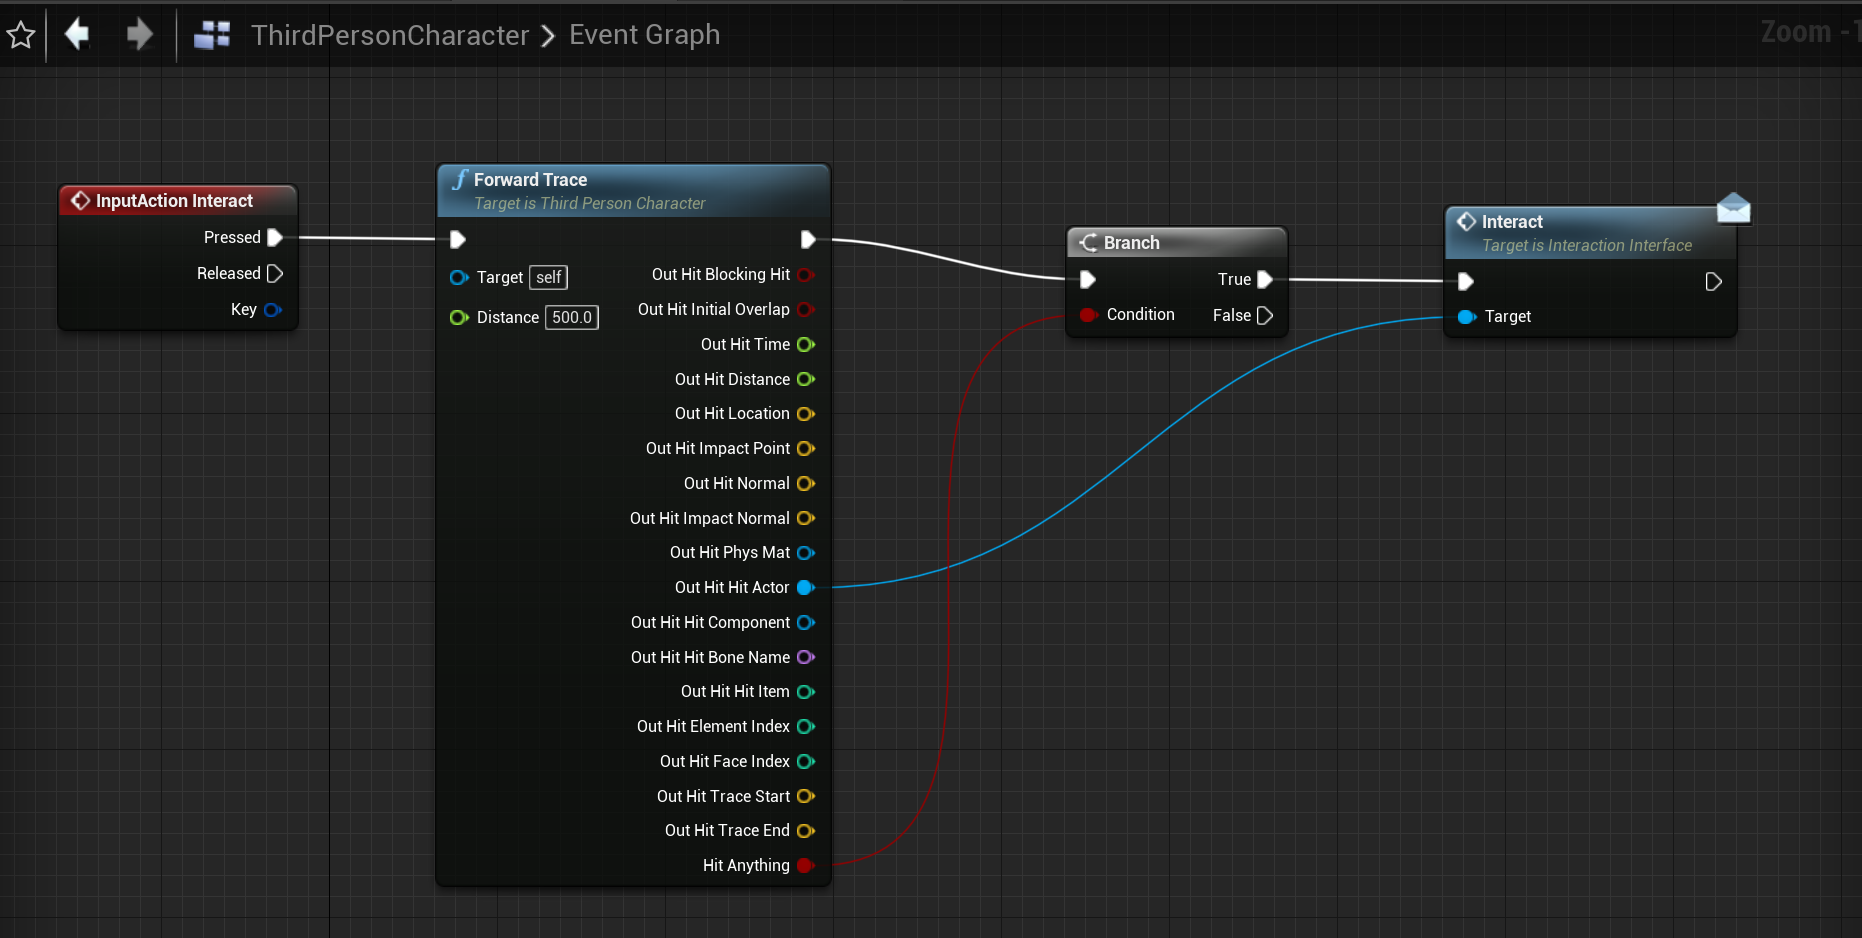 ThirdPersonCharacter > Event Graph
Zoom -1
InputAction Interact
Pressed
Released
Key
f Forward Trace
Target is Third Person Character
Target self
Distance 500.0
Out Hit Blocking Hit
Out Hit Initial Overlap
Out Hit Time
Out Hit Distance
Out Hit Location
Out Hit Impact Point
Out Hit Normal
Out Hit Impact Normal
Out Hit Phys Mat
Out Hit Hit Actor
Out Hit Hit Component
Out Hit Hit Bone Name
Out Hit Hit Item
Out Hit Element Index
Out Hit Face Index
Out Hit Trace Start
Out Hit Trace End
Hit Anything
Branch
True
Condition
False
Interact
Target is Interaction Interface
Target